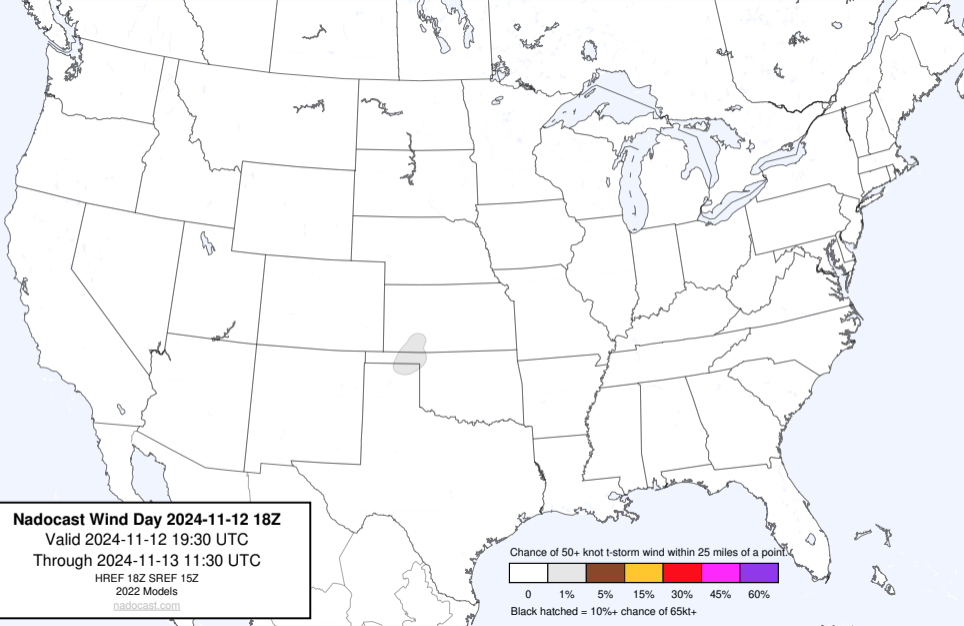 Nadocast Wind Day 2024-11-12 18Z
Valid 2024-11-12 19:30 UTC
Through 2024-11-13 11:30 UTC
HREF 18Z SREF 15Z
2022 Models
nadocast.com
Chance of 50+ knot t-storm wind within 25 miles of a point.
0 1% 5% 15% 30% 45% 60%
Black hatched = 10%+ chance of 65kt+